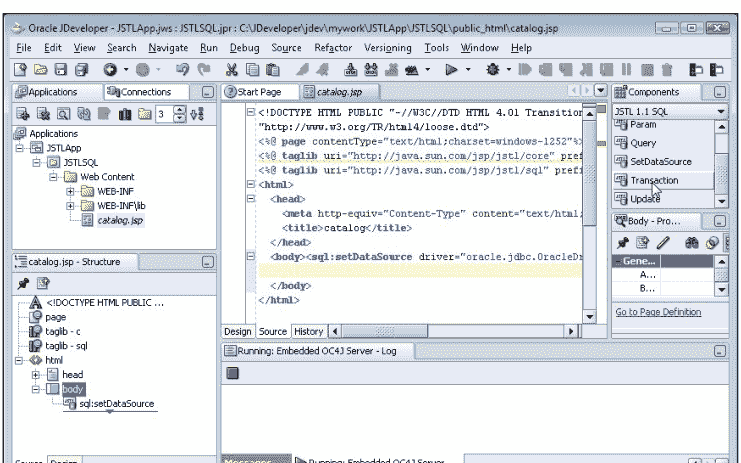 Oracle JDeveloper - JSTLApp.jws : JSTLSQL.jpr : C:\JDeveloper\jdev\mywork\JSTLApp\JSTLSQL\public_html\catalog.jsp
File Edit View Search Navigate Run Debug Source Refactor Versioning Tools Window Help
Applications Connections
3
Applications
JSTLApp
JSTLSQL
Web Content
WEB-INF
WEB-INF\lib
catalog.jsp
catalog.jsp - Structure
<!DOCTYPE HTML PUBLIC ...
page
taglib - c
taglib - sql
html
head
body
sql:setDataSource
Source Design
Start Page catalog.jsp
<!DOCTYPE HTML PUBLIC "-//W3C//DTD HTML 4.01 Transition
"http://www.w3.org/TR/html4/loose.dtd">
<%@ page contentType="text/html;charset=windows-1252"%>
<%@ taglib uri="http://java.sun.com/jsp/jstl/core" pref
<%@ taglib uri="http://java.sun.com/jsp/jstl/sql" prefi
<html>
<head>
<meta http-equiv="Content-Type" content="text/html;
<title>catalog</title>
</head>
<body><sql:setDataSource driver="oracle.jdbc.OracleDr
</body>
</html>
Design Source History
Running: Embedded OC4J Server - Log
Messages Running: Embedded OC4J Server
Components
JSTL 1.1 SQL
Param
Query
SetDataSource
Transaction
Update
Body - Pro...
Gene...
A...
B...
Go to Page Definition